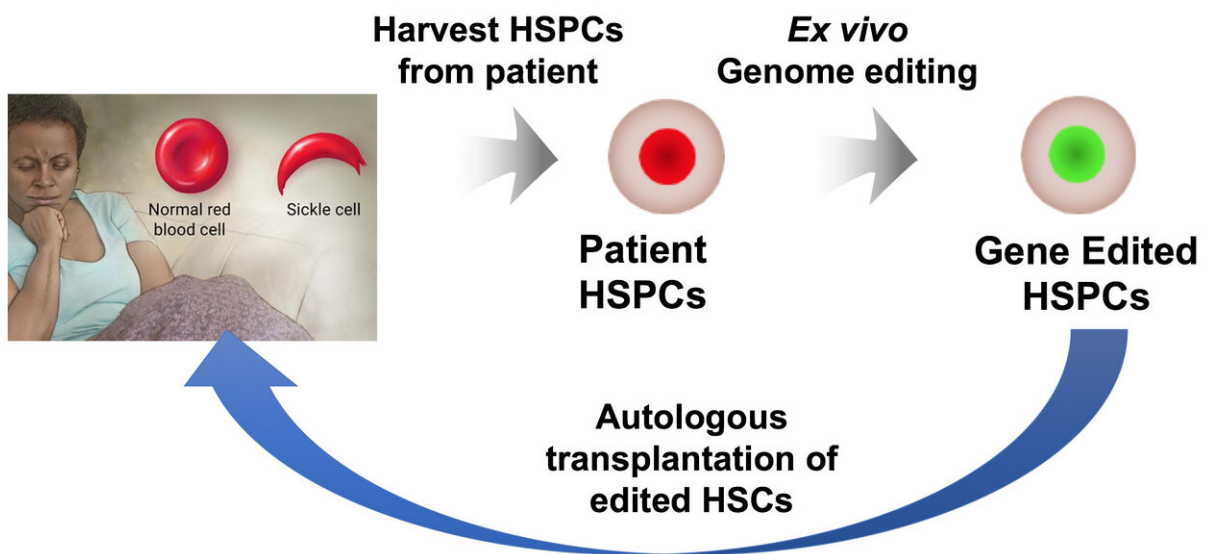 Harvest HSPCs
from patient
Ex vivo
Genome editing
Normal red
blood cell
Sickle cell
Patient
HSPCs
Gene Edited
HSPCs
Autologous
transplantation of
edited HSCs